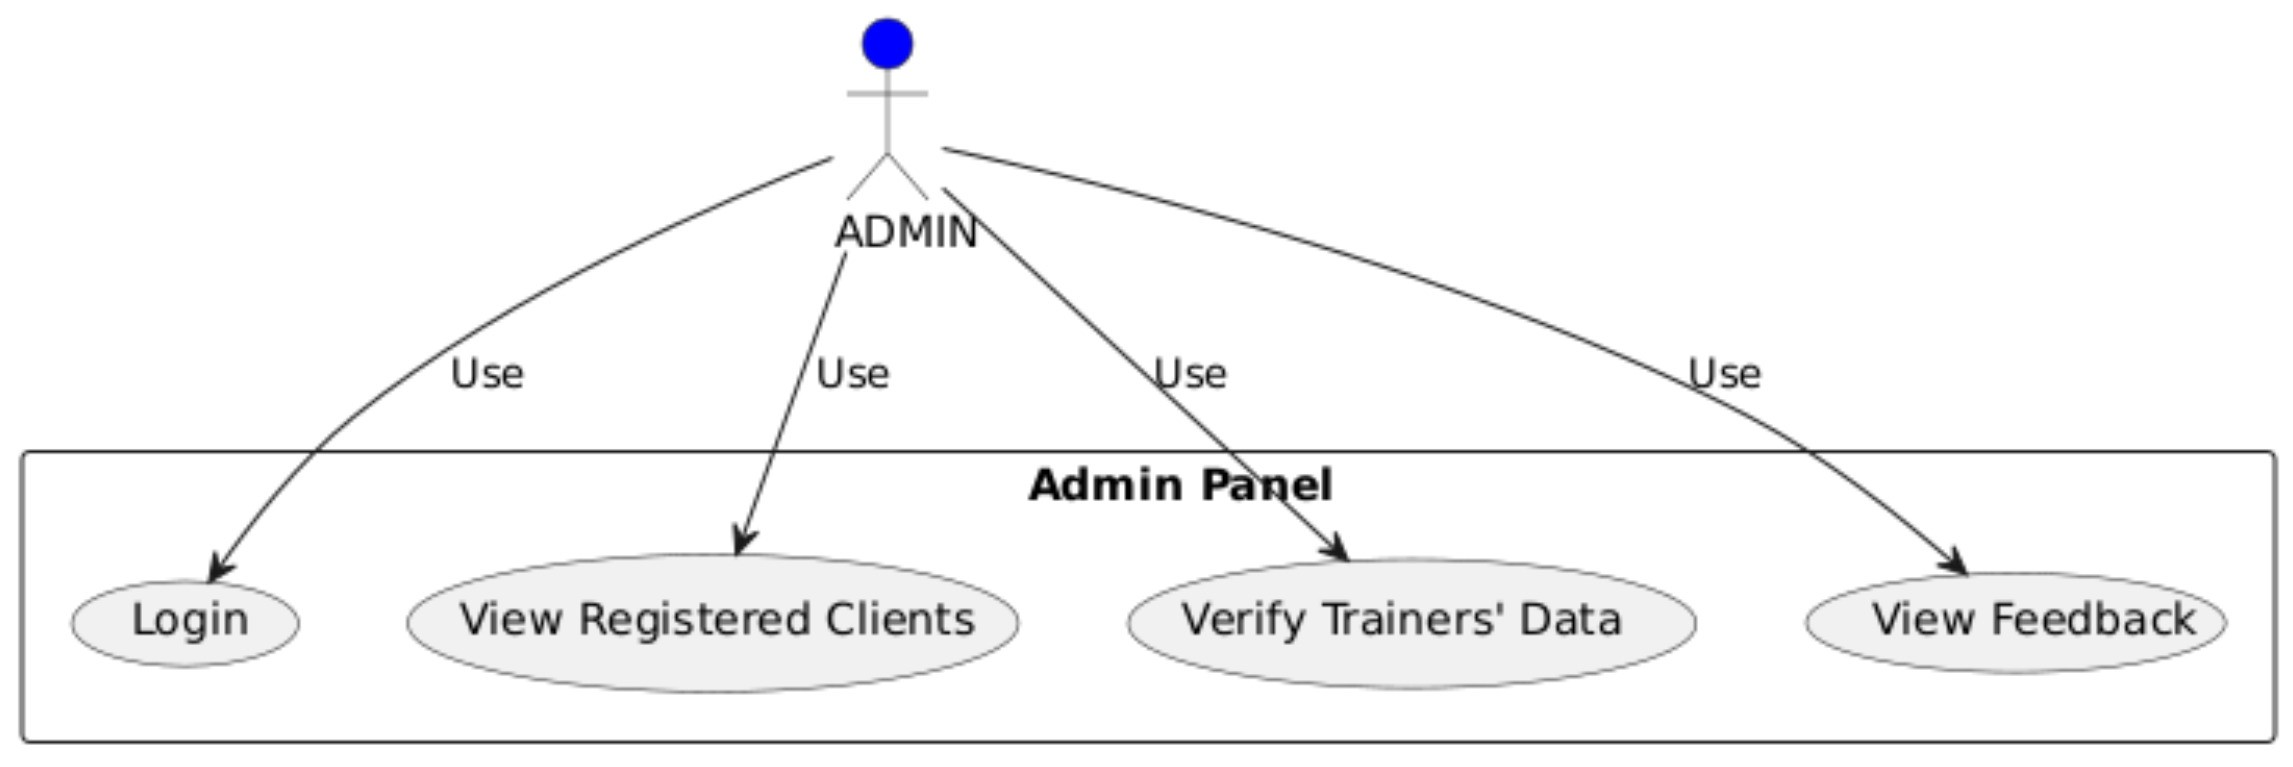 ADMIN
Use
Use
Use
Use
Admin Panel
Login
View Registered Clients
Verify Trainers' Data
View Feedback